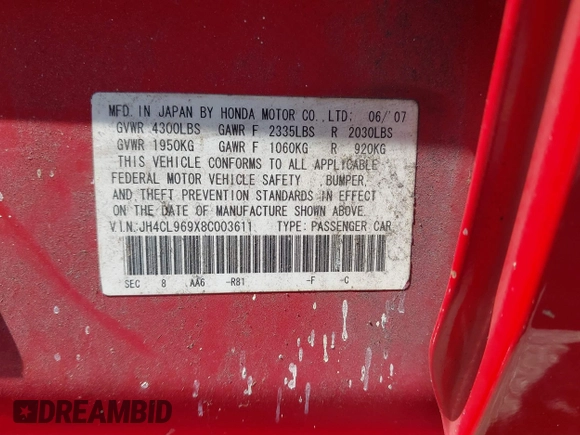 MFD. IN JAPAN BY HONDA MOTOR CO.,LTD: 06/'07
GVWR 4300LBS GAWR F 2335LBS R 2030LBS
GVWR 1950KG GAWR F 1060KG R 920KG
THIS VEHICLE CONFORMS TO ALL APPLICABLE
FEDERAL MOTOR VEHICLE SAFETY , BUMPER,
AND THEFT PREVENTION STANDARDS IN EFFECT
ON THE DATE OF MANUFACTURE SHOWN ABOVE.
V.I.N.:JH4CL969X8C003611 TYPE: PASSENGER CAR
SEC 8 AA6 -R81 -F -C
DREAMBID